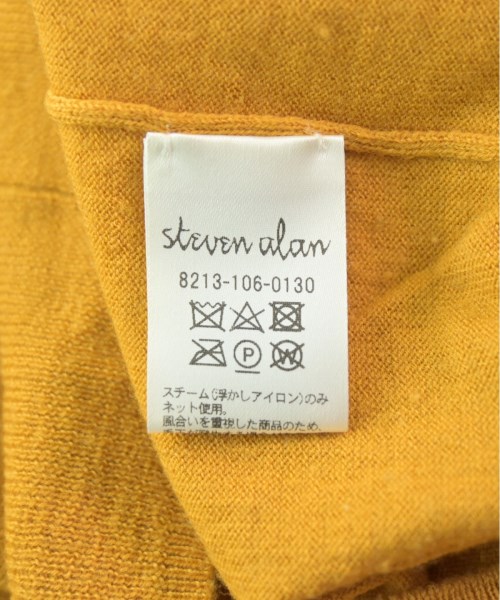 steven alan
8213-106-0130
P W
スチーム(浮かしアイロン)のみ
ネット使用。
風合いを重視した商品のため、